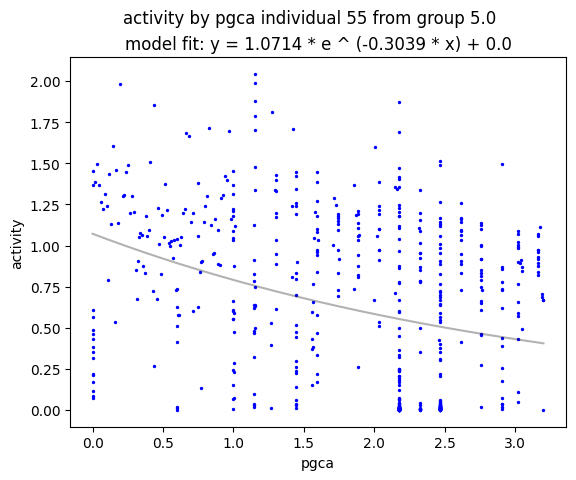 activity by pgca individual 55 from group 5.0
model fit: y = 1.0714 * e ^ (-0.3039 * x) + 0.0
2.00
1.75
1.50
1.25
1.00
0.75
0.50
0.25
0.00
activity
0.0 0.5 1.0 1.5 2.0 2.5 3.0
pgca